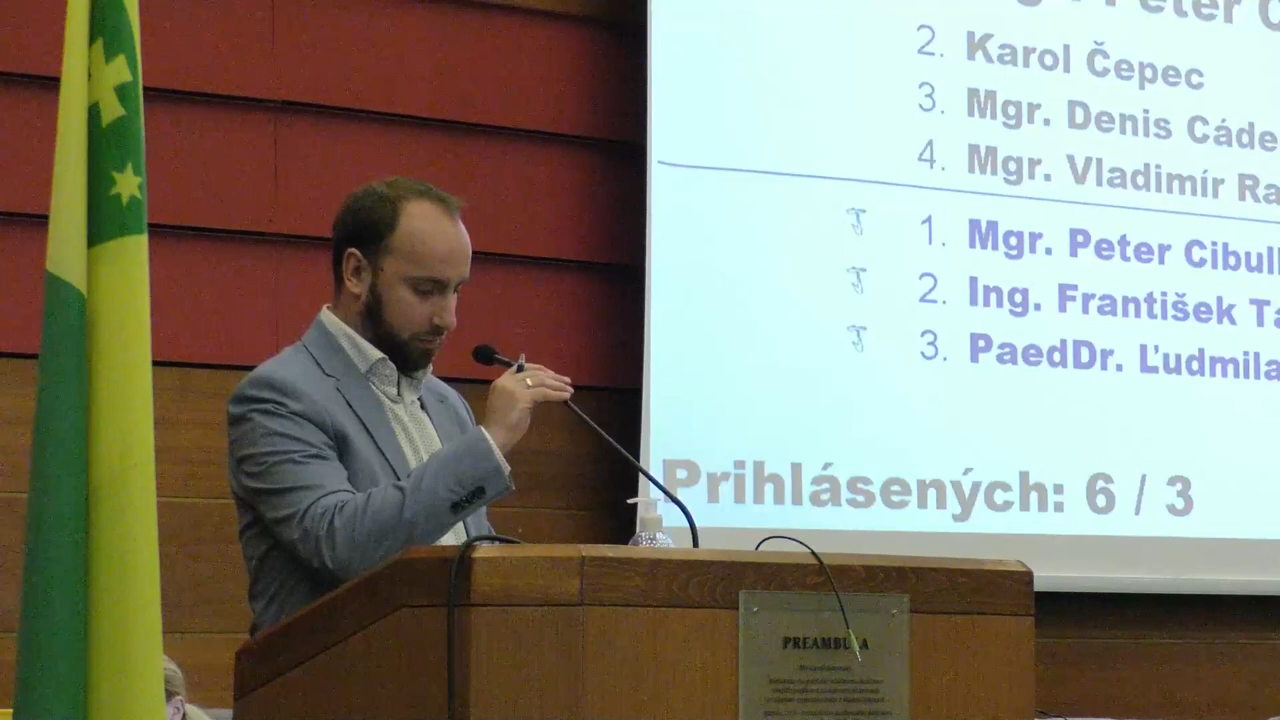 Peter
2. Karol Čepec
3. Mgr. Denis Cáde
4. Mgr. Vladimír Ra
1. Mgr. Peter Cibul
2. Ing. František Ta
3. PaedDr. Ľudmila
Prihlásených: 6 / 3
PREAMBULA